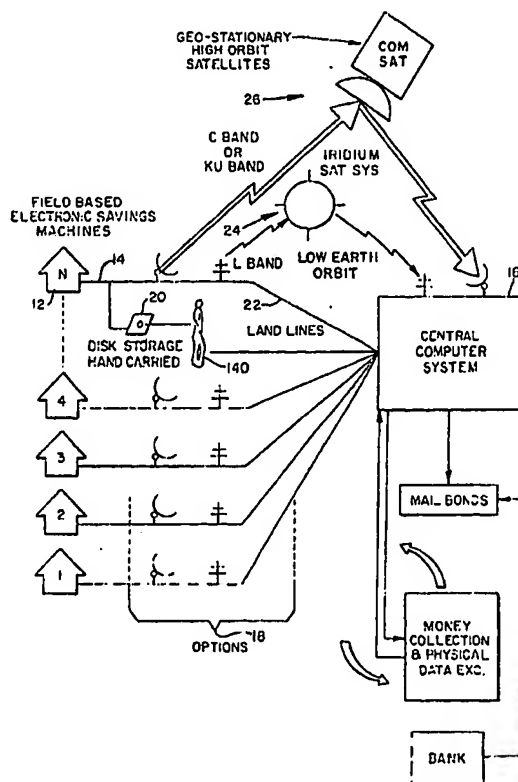 GEO-STATIONARY
HIGH ORBIT
SATELLITES
COM
SAT
26
C BAND
OR
KU BAND
IRIDIUM
SAT SYS
FIELD BASED
ELECTRONIC SAVINGS
MACHINES
24
N
14
12
L BAND
LOW EARTH
ORBIT
20
22
LAND LINES
DISK STORAGE
HAND CARRIED
140
16
CENTRAL
COMPUTER
SYSTEM
4
3
2
1
MAIL BONDS
18
OPTIONS
MONEY
COLLECTION
& PHYSICAL
DATA EXC.
BANK